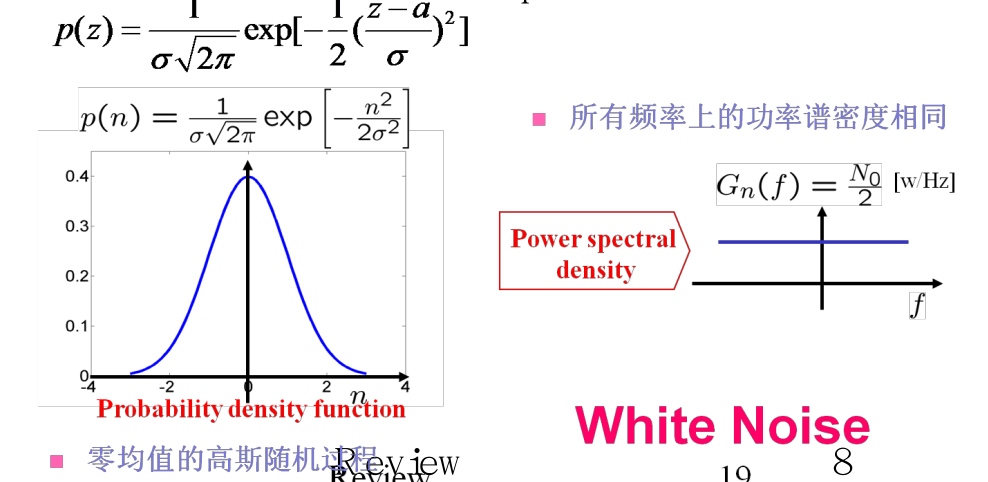 p(z) = 1/(σ√2π) exp[-1/2((z-a)/σ)²]
p(n) = 1/(σ√2π) exp[-n²/2σ²]
0.4
0.3
0.2
0.1
0
-4 -2 0 2 4
n
Probability density function
零均值的高斯随机过程
Review
Review
所有频率上的功率谱密度相同
Gn(f) = N0/2 [w/Hz]
Power spectral
density
f
White Noise
19 8